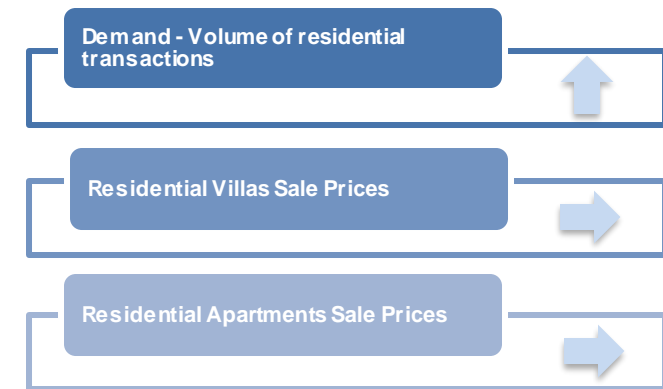 Demand - Volume of residential
transactions
Residential Villas Sale Prices
Residential Apartments Sale Prices